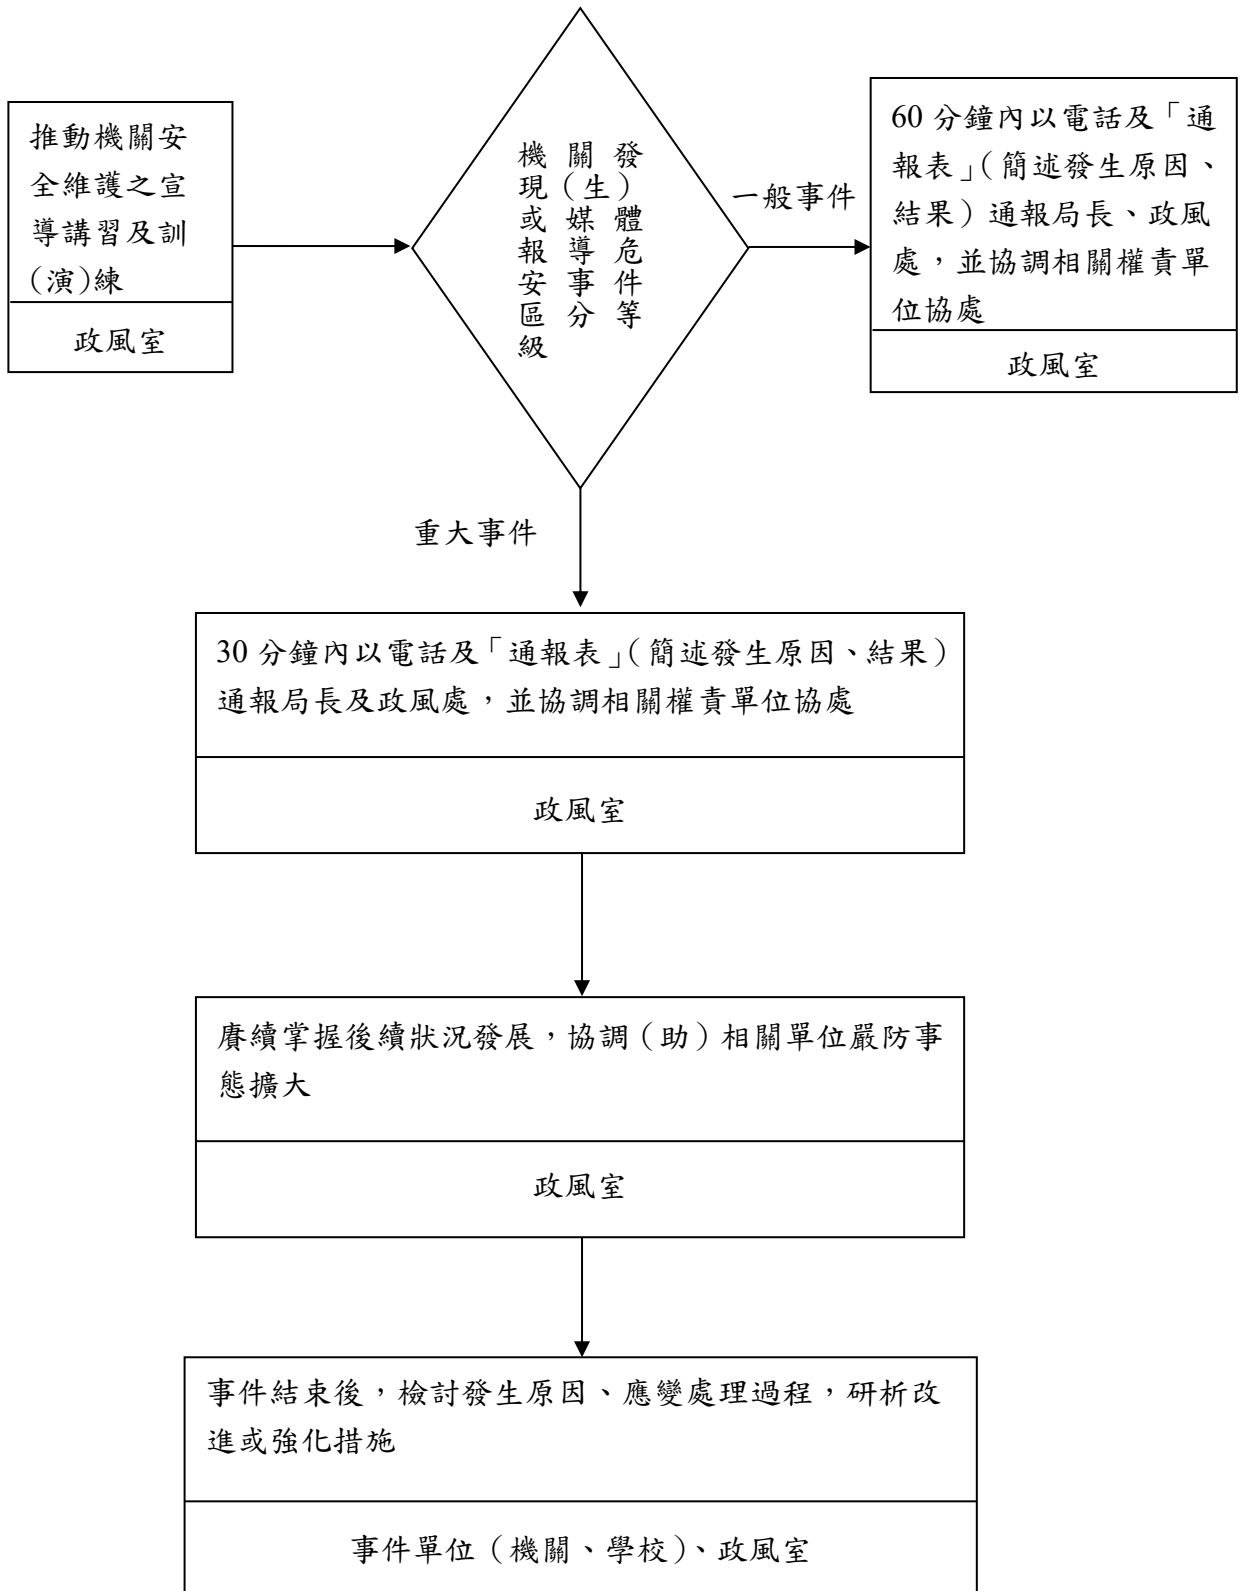 推動機關安
全維護之宣
導講習及訓
(演)練
政風室
機關發
現(生)
或媒體
報導危
安事件
區分等
級
一般事件
60 分鐘內以電話及「通
報表」(簡述發生原因、
結果)通報局長、政風
處,並協調相關權責單
位協處
政風室
重大事件
30 分鐘內以電話及「通報表」(簡述發生原因、結果)
通報局長及政風處,並協調相關權責單位協處
政風室
賡續掌握後續狀況發展,協調(助)相關單位嚴防事
態擴大
政風室
事件結束後,檢討發生原因、應變處理過程,研析改
進或強化措施
事件單位(機關、學校)、政風室